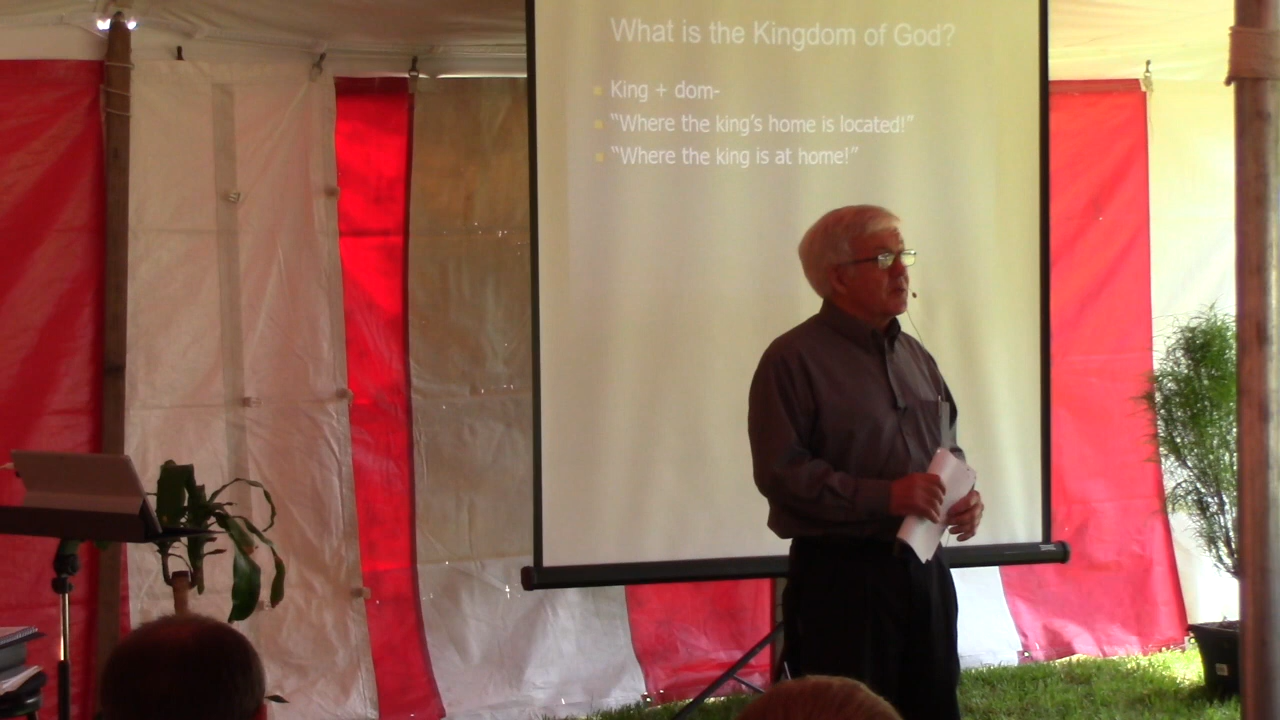 What is the Kingdom of God?
King + dom-
“Where the king’s home is located!”
“Where the king is at home!”